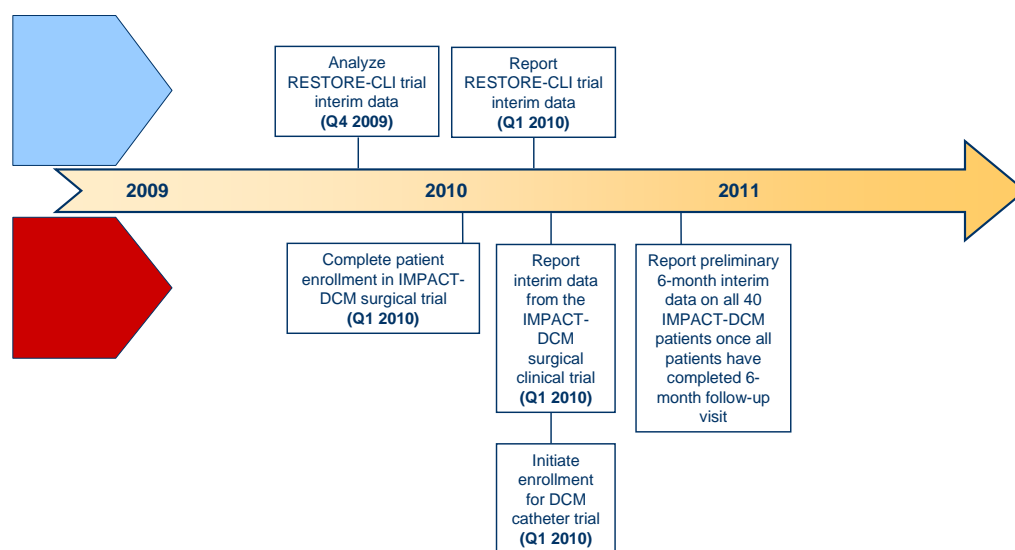 Analyze
RESTORE-CLI trial
interim data
(Q4 2009)
Report
RESTORE-CLI trial
interim data
(Q1 2010)
2009
2010
2011
Complete patient
enrollment in IMPACT-
DCM surgical trial
(Q1 2010)
Report
interim data
from the
IMPACT-
DCM
surgical
clinical trial
(Q1 2010)
Report preliminary
6-month interim
data on all 40
IMPACT-DCM
patients once all
patients have
completed 6-
month follow-up
visit
Initiate
enrollment
for DCM
catheter trial
(Q1 2010)